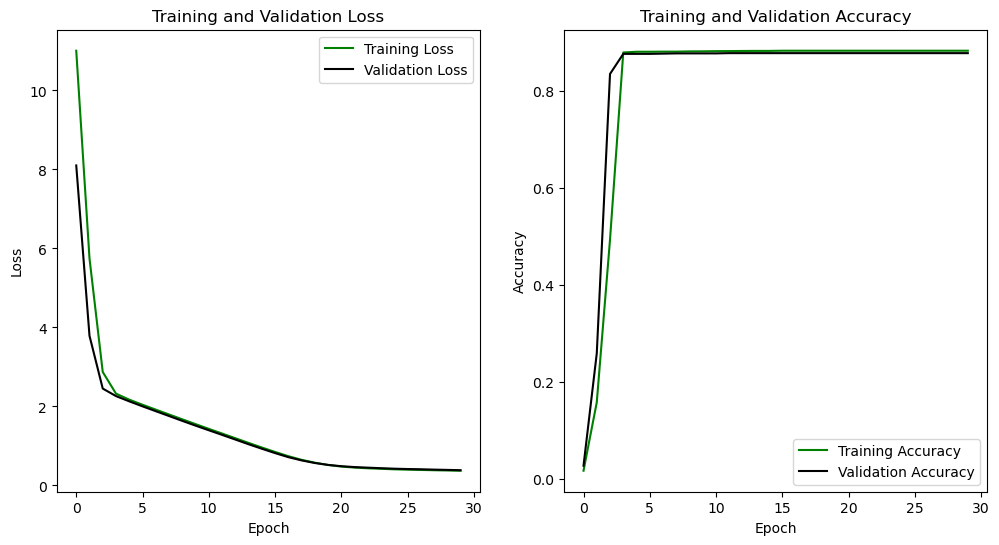 Training and Validation Loss
Training Loss
Validation Loss
10
8
6
4
2
0
Loss
0 5 10 15 20 25 30
Epoch
Training and Validation Accuracy
0.8
0.6
0.4
0.2
0.0
Accuracy
Training Accuracy
Validation Accuracy
0 5 10 15 20 25 30
Epoch